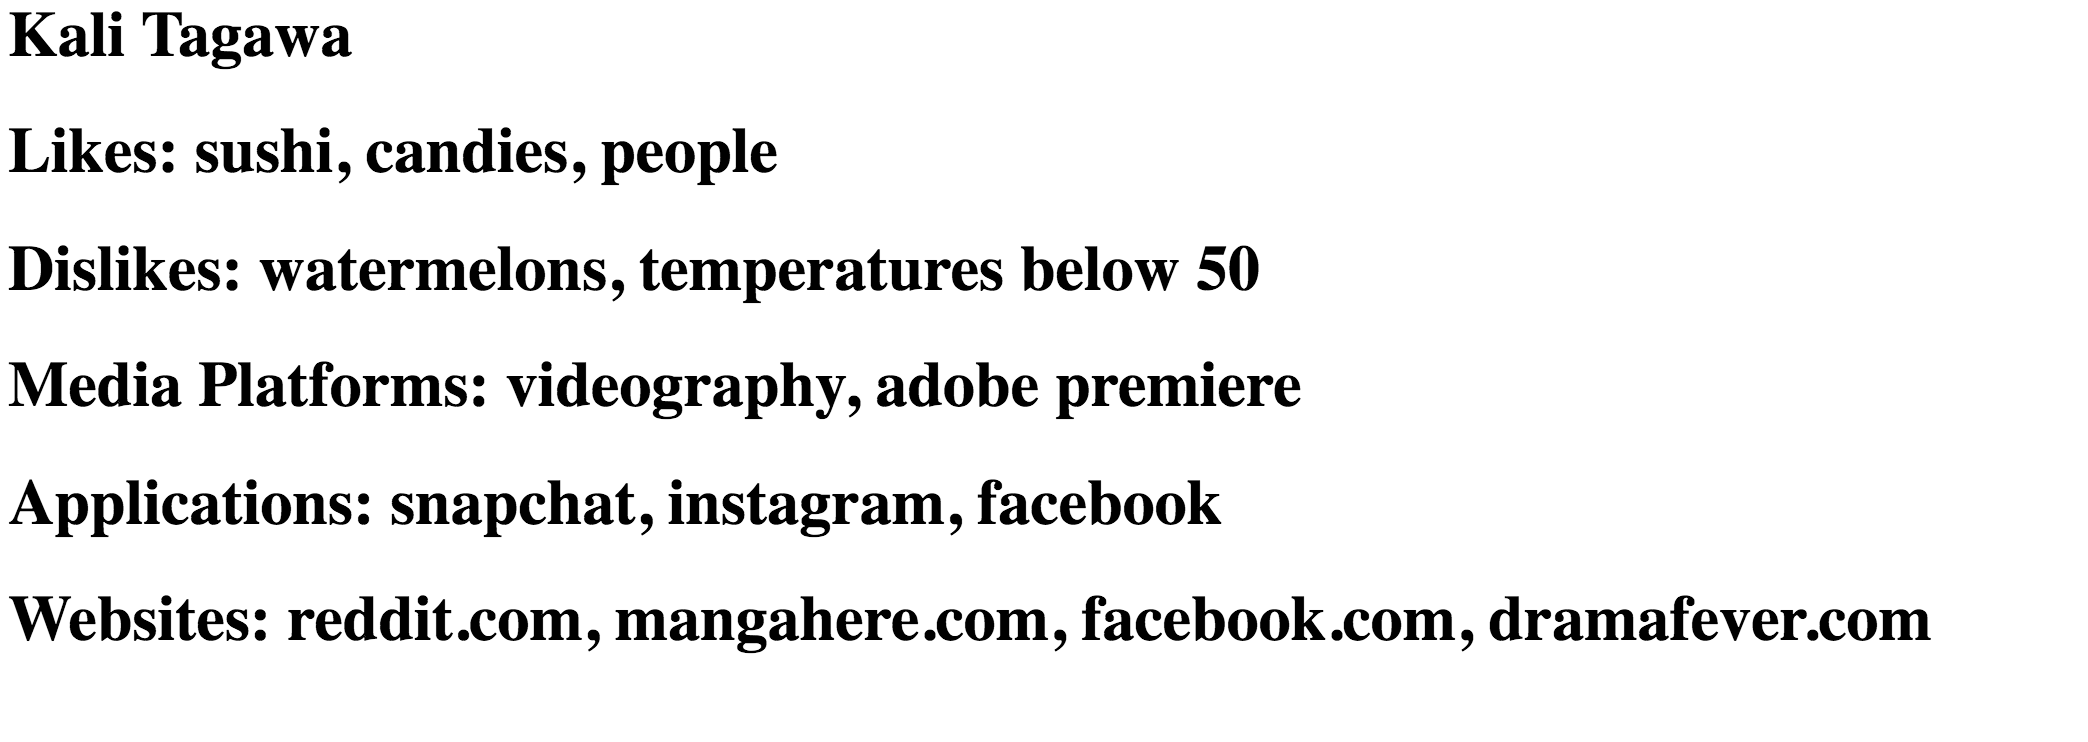 Kali Tagawa
Likes: sushi, candies, people
Dislikes: watermelons, temperatures below 50
Media Platforms: videography, adobe premiere
Applications: snapchat, instagram, facebook
Websites: reddit.com, mangahere.com, facebook.com, dramafever.com